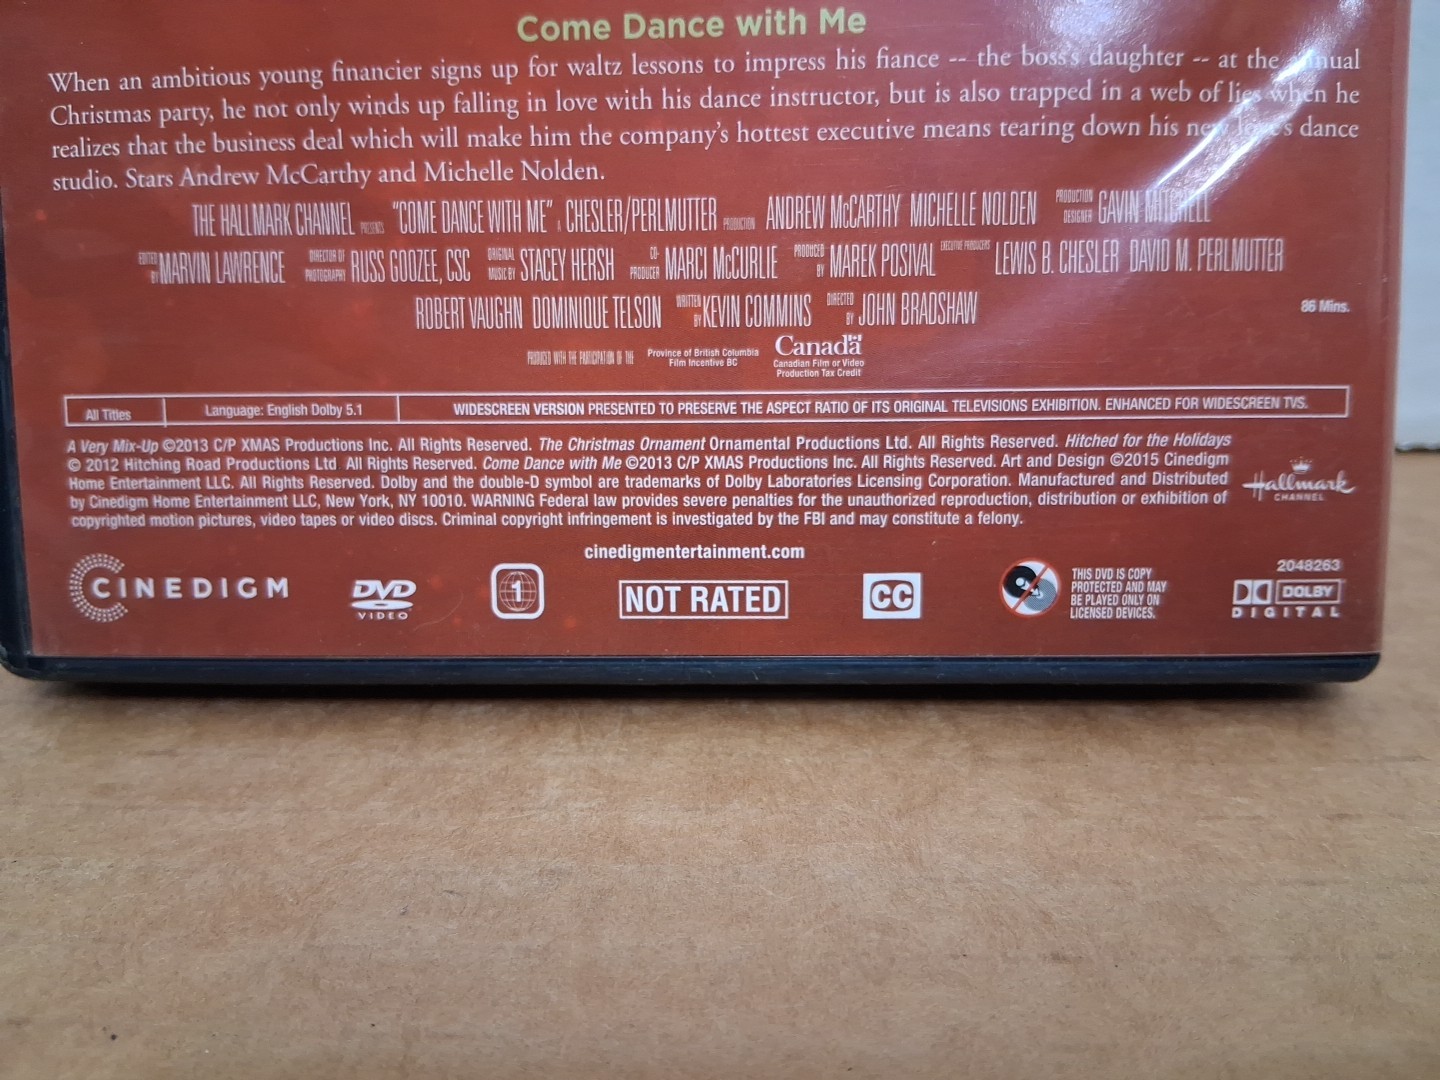 Come Dance with Me
When an ambitious young financier signs up for waltz lessons to impress his fiance -- the boss's daughter -- at the annual
Christmas party, he not only winds up falling in love with his dance instructor, but is also trapped in a web of lies when he
realizes that the business deal which will make him the company's hottest executive means tearing down his new love's dance
studio. Stars Andrew McCarthy and Michelle Nolden.
THE HALLMARK CHANNEL PRESENTS "COME DANCE WITH ME" A CHESLER/PERLMUTTER PRODUCTION ANDREW McCARTHY MICHELLE NOLDEN PRODUCTION DESIGNER GAVIN MITCHELL
EDITED BY MARVIN LAWRENCE DIRECTOR OF PHOTOGRAPHY RUSS GOOZEE, CSC ORIGINAL MUSIC BY STACEY HERSH CO-PRODUCER MARCI McCURLIE PRODUCED BY MAREK POSIVAL EXECUTIVE PRODUCERS LEWIS B. CHESLER DAVID M. PERLMUTTER
ROBERT VAUGHN DOMINIQUE TELSON WRITTEN BY KEVIN COMMINS DIRECTED BY JOHN BRADSHAW
86 Mins.
PRODUCED WITH THE PARTICIPATION OF THE
Province of British Columbia
Film Incentive BC
Canada
Canadian Film or Video
Production Tax Credit
All Titles
Language: English Dolby 5.1
WIDESCREEN VERSION PRESENTED TO PRESERVE THE ASPECT RATIO OF ITS ORIGINAL TELEVISIONS EXHIBITION. ENHANCED FOR WIDESCREEN TVS.
A Very Mix-Up ©2013 C/P XMAS Productions Inc. All Rights Reserved. The Christmas Ornament Ornamental Productions Ltd. All Rights Reserved. Hitched for the Holidays
© 2012 Hitching Road Productions Ltd All Rights Reserved. Come Dance with Me ©2013 C/P XMAS Productions Inc. All Rights Reserved. Art and Design ©2015 Cinedigm
Home Entertainment LLC. All Rights Reserved. Dolby and the double-D symbol are trademarks of Dolby Laboratories Licensing Corporation. Manufactured and Distributed
by Cinedigm Home Entertainment LLC, New York, NY 10010. WARNING Federal law provides severe penalties for the unauthorized reproduction, distribution or exhibition of
copyrighted motion pictures, video tapes or video discs. Criminal copyright infringement is investigated by the FBI and may constitute a felony.
Hallmark
CHANNEL
cinedigmentertainment.com
CINEDIGM
DVD
VIDEO
1
NOT RATED
CC
THIS DVD IS COPY
PROTECTED AND MAY
BE PLAYED ONLY ON
LICENSED DEVICES.
2048263
DOLBY
DIGITAL